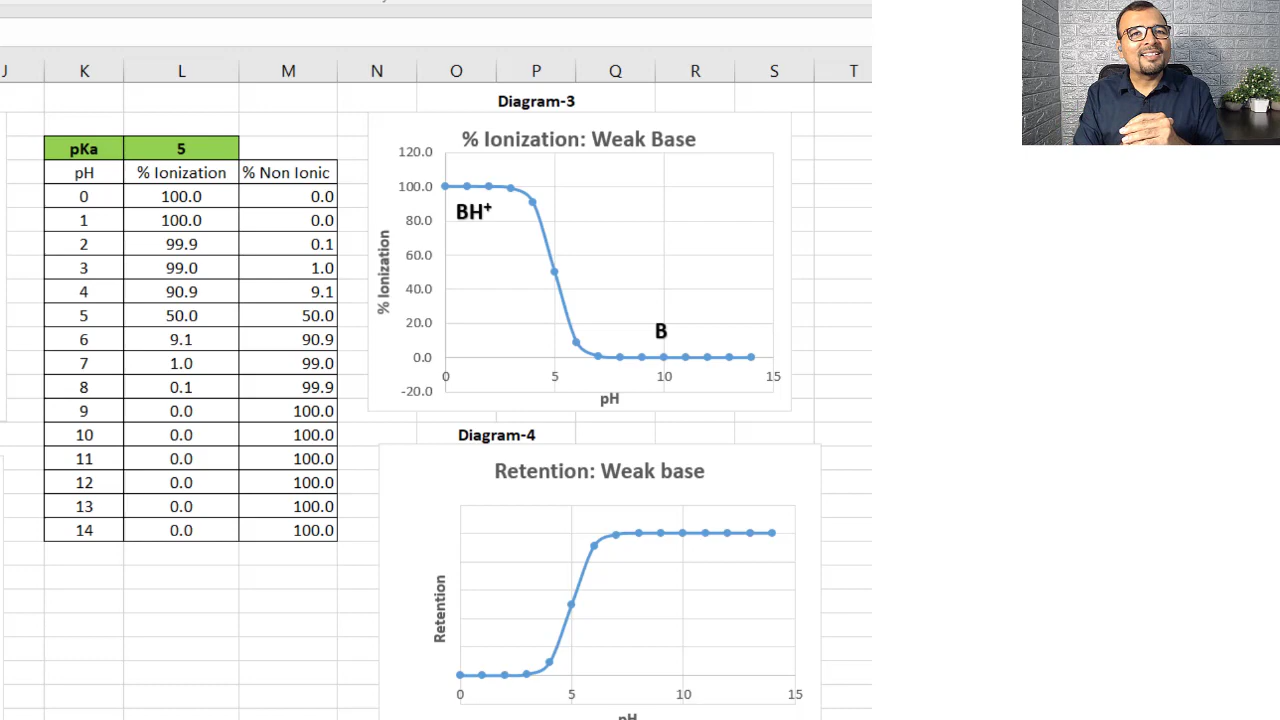 J K L M N O P Q R S T
Diagram-3
pKa 5
pH % Ionization % Non Ionic
0 100.0 0.0
1 100.0 0.0
2 99.9 0.1
3 99.0 1.0
4 90.9 9.1
5 50.0 50.0
6 9.1 90.9
7 1.0 99.0
8 0.1 99.9
9 0.0 100.0
10 0.0 100.0
11 0.0 100.0
12 0.0 100.0
13 0.0 100.0
14 0.0 100.0
% Ionization: Weak Base
120.0
100.0
80.0
60.0
40.0
20.0
0.0
-20.0
% Ionization
BH⁺
B
0 5 10 15
pH
Diagram-4
Retention: Weak base
Retention
0 5 10 15
pH